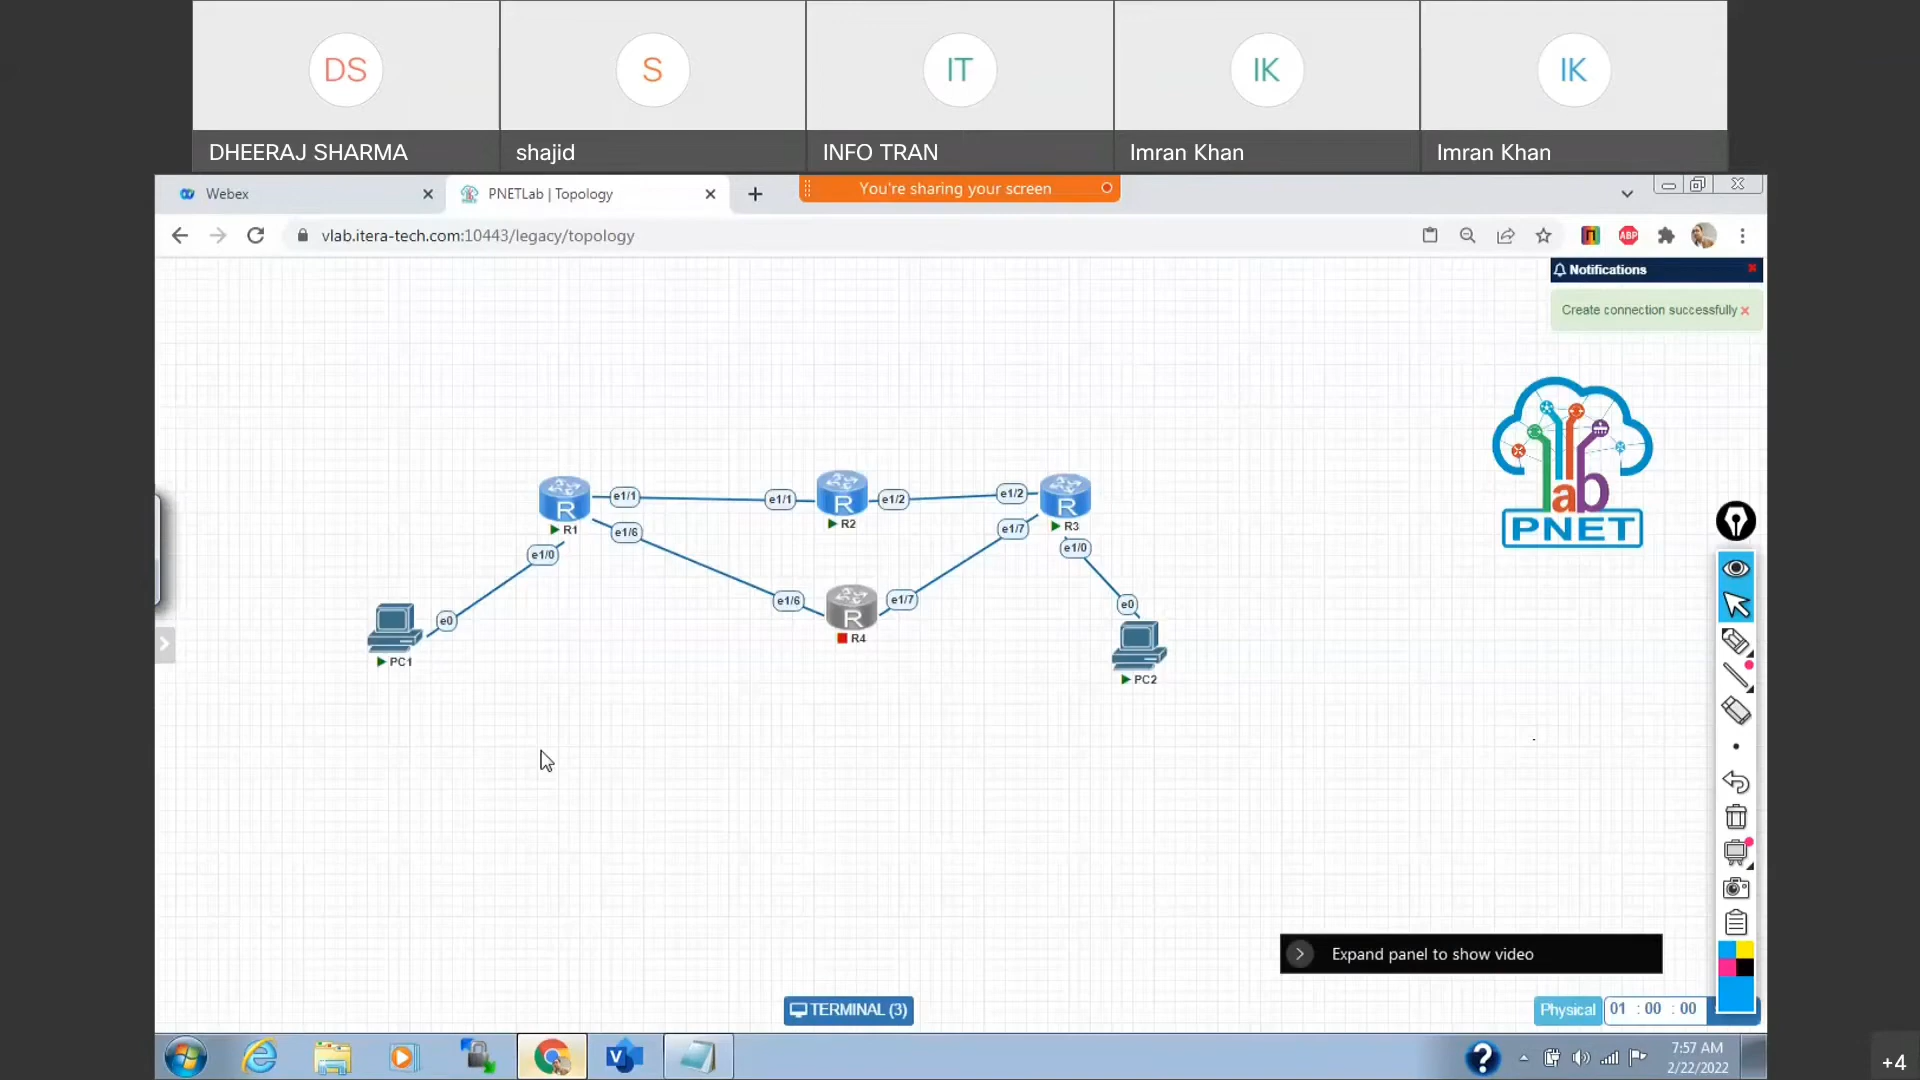 DS
S
IT
IK
IK
DHEERAJ SHARMA
shajid
INFO TRAN
Imran Khan
Imran Khan
Webex
PNETLab | Topology
You're sharing your screen
vlab.itera-tech.com:10443/legacy/topology
ABP
Notifications
Create connection successfully
lab
PNET
R
R1
e1/1
e1/1
R
R2
e1/2
e1/2
R
R3
e1/6
e1/7
e1/0
e1/0
e1/6
e1/7
R
R4
e0
PC1
e0
PC2
Expand panel to show video
TERMINAL (3)
Physical
01 : 00 : 00
7:57 AM
2/22/2022
+4